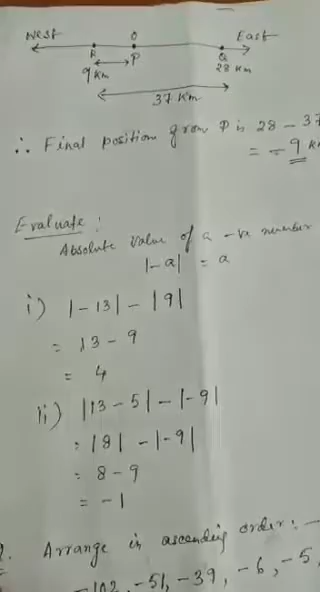 West O East
R P Q
9 Km 28 Km
37 Km
∴ Final position from P is 28 - 37
= - 9 K
Evaluate:
Absolute value of a -ve number
|-a| = a
i) |-13| - |9|
= 13 - 9
= 4
ii) |13 - 5| - |-9|
= |8| - |-9|
= 8 - 9
= -1
Arrange in ascending order: -
-102, -51, -39, -6, -5,